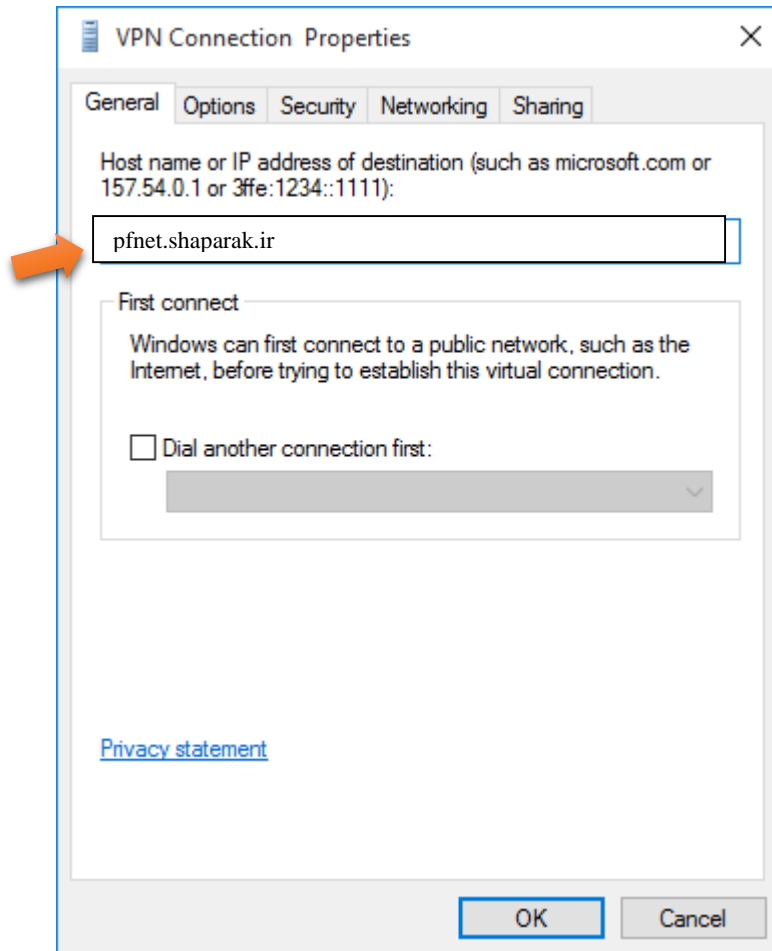 VPN Connection Properties
General Options Security Networking Sharing
Host name or IP address of destination (such as microsoft.com or
157.54.0.1 or 3ffe:1234::1111):
pfnet.shaparak.ir
First connect
Windows can first connect to a public network, such as the
Internet, before trying to establish this virtual connection.
Dial another connection first:
Privacy statement
OK Cancel